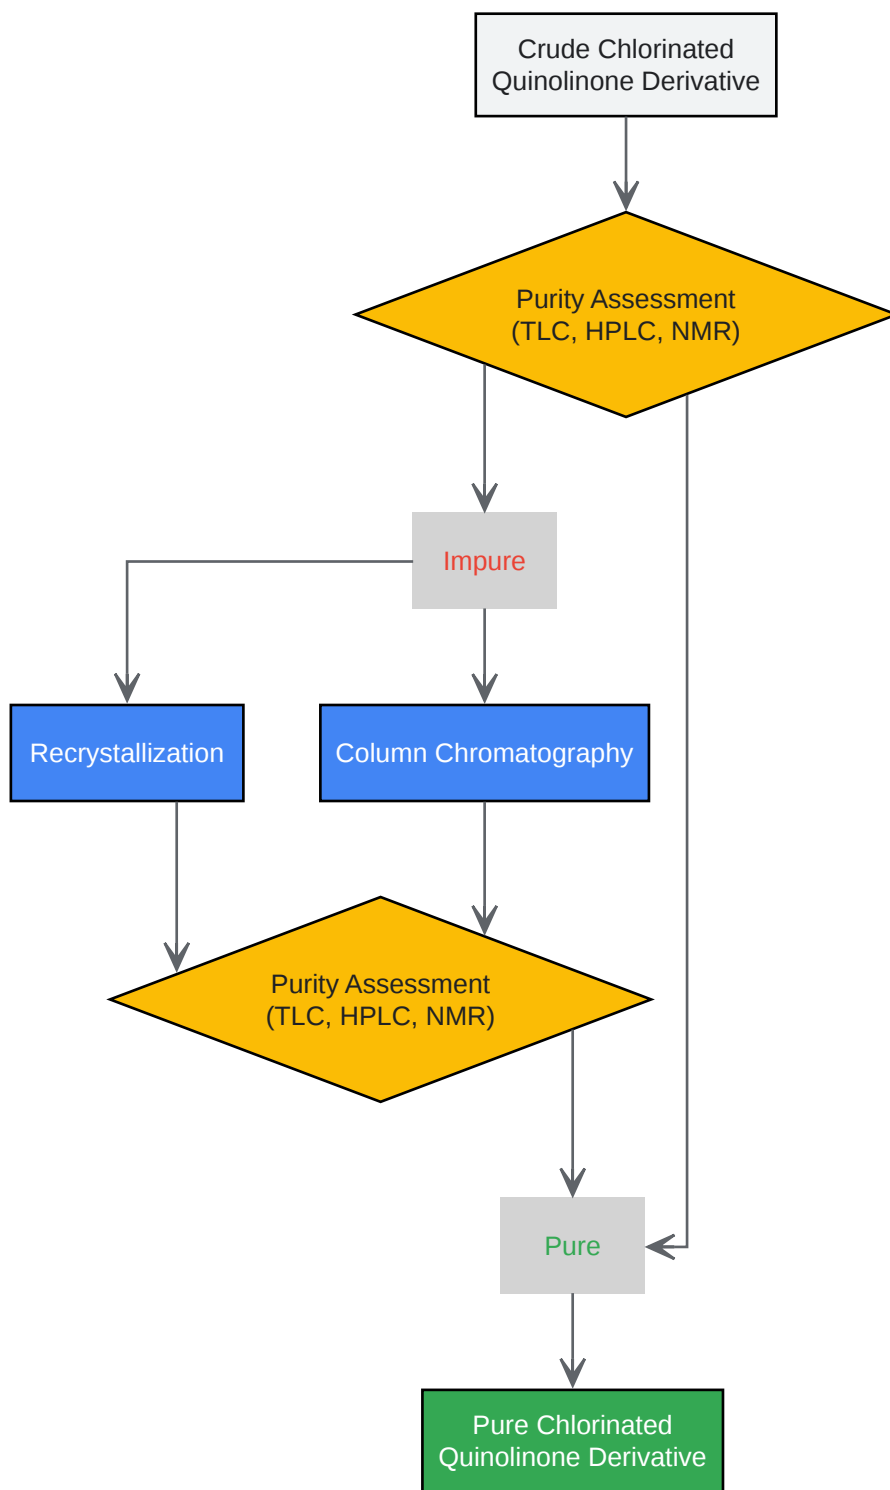 Crude Chlorinated
Quinolinone Derivative
Purity Assessment
(TLC, HPLC, NMR)
Impure
Recrystallization
Column Chromatography
Purity Assessment
(TLC, HPLC, NMR)
Pure
Pure Chlorinated
Quinolinone Derivative